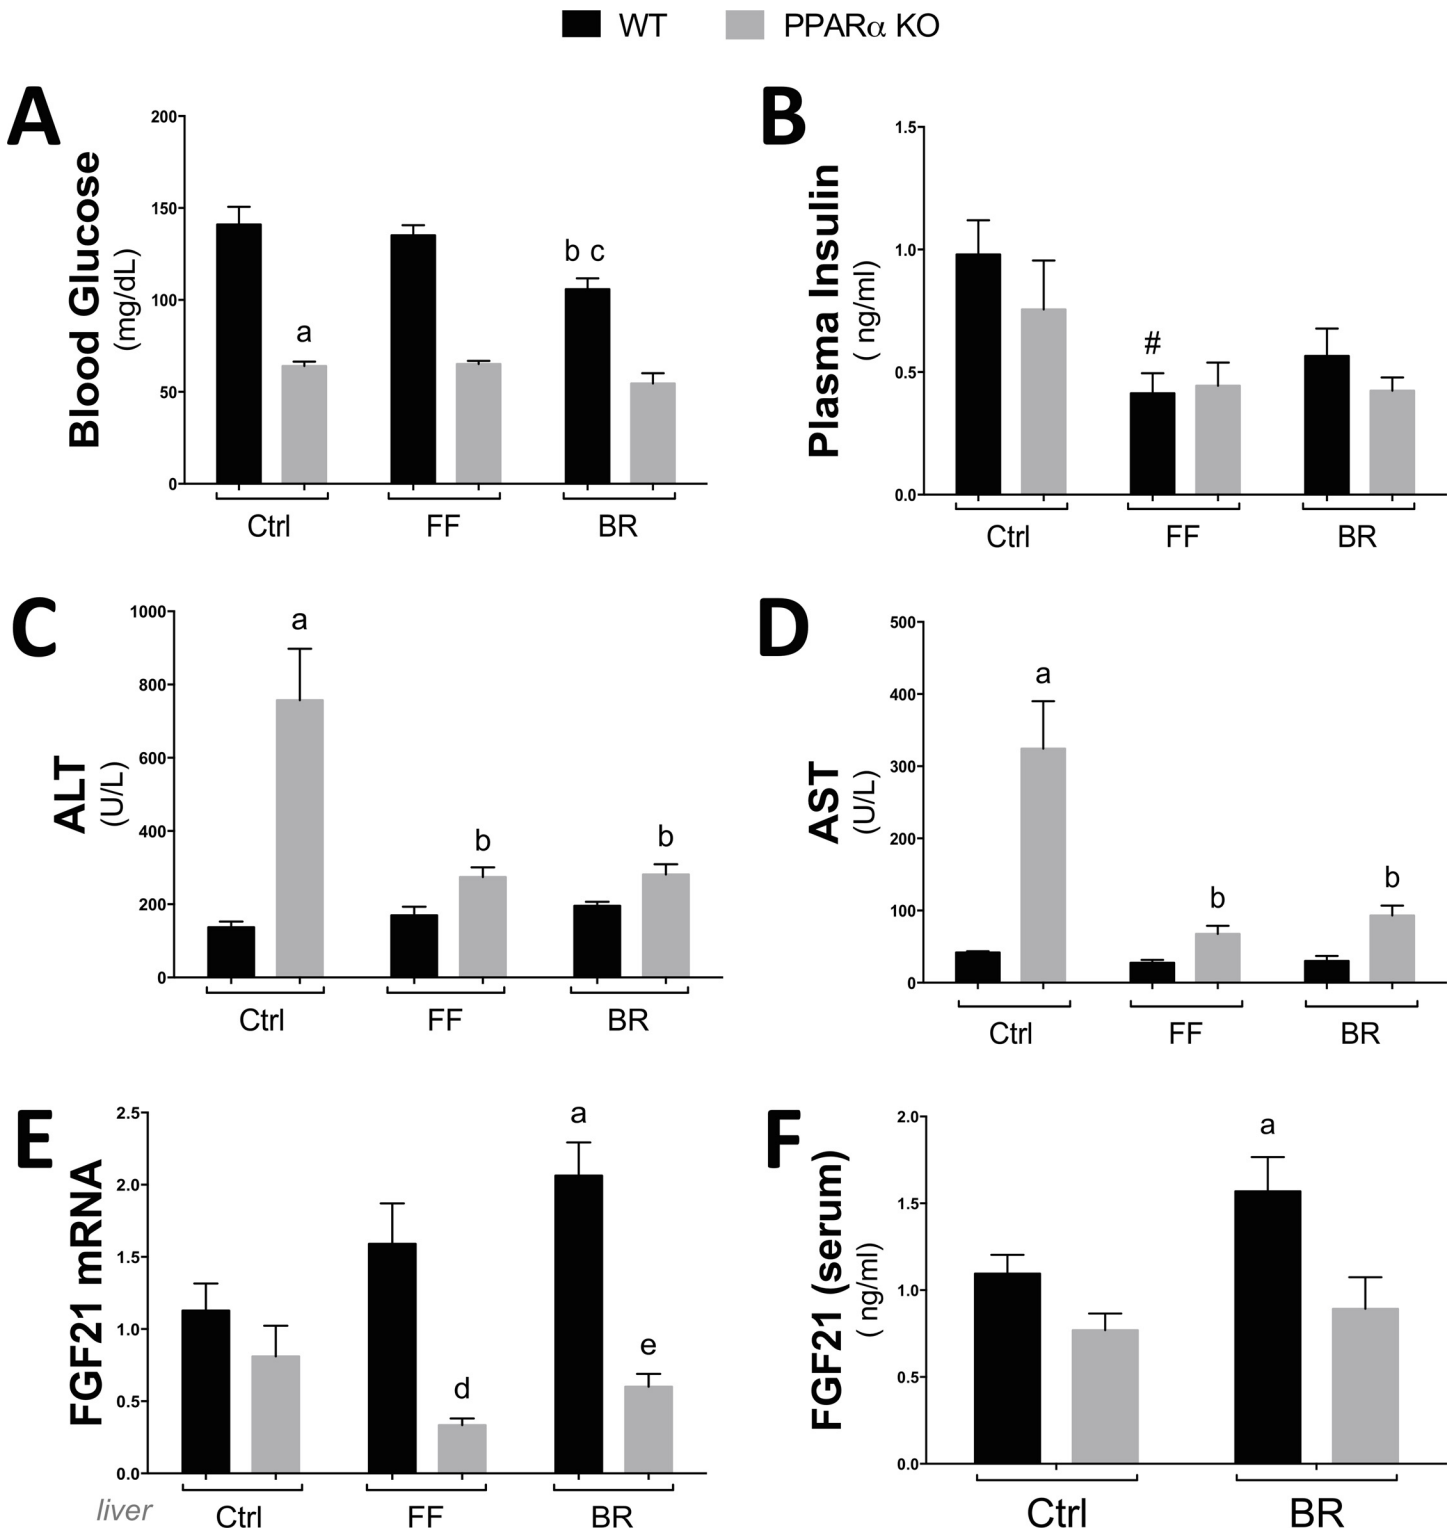 WT PPARα KO
A
Blood Glucose
(mg/dL)
200
150
100
50
0
a
b c
Ctrl FF BR
B
Plasma Insulin
( ng/ml)
1.5
1.0
0.5
0.0
#
Ctrl FF BR
C
ALT
(U/L)
1000
800
600
400
200
0
a
b
b
Ctrl FF BR
D
AST
(U/L)
500
400
300
200
100
0
a
b
b
Ctrl FF BR
E
FGF21 mRNA
2.5
2.0
1.5
1.0
0.5
0.0
a
d
e
liver
Ctrl FF BR
F
FGF21 (serum)
( ng/ml)
2.0
1.5
1.0
0.5
0.0
a
Ctrl BR